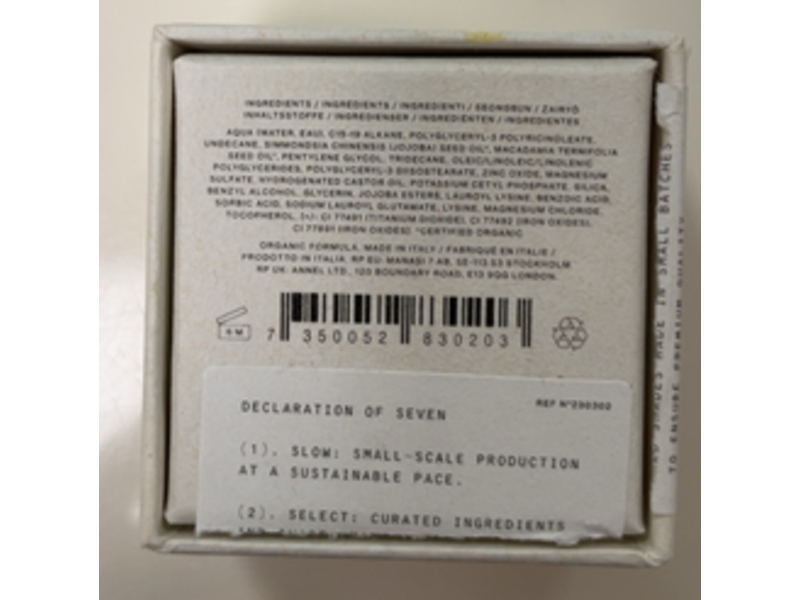 INGREDIENTS / INGREDIENTS / INGREDIENTI / SEONGBUN / ZAIRYŌ
INHALTSSTOFFE / INGREDIENSER / INGREDIËNTEN / INGREDIENTES
AQUA (WATER, EAU), C15-19 ALKANE, POLYGLYCERYL-3 POLYRICINOLEATE,
UNDECANE, SIMMONDSIA CHINENSIS (JOJOBA) SEED OIL*, MACADAMIA TERNIFOLIA
SEED OIL*, PENTYLENE GLYCOL, TRIDECANE, OLEIC/LINOLEIC/LINOLENIC
POLYGLYCERIDES, POLYGLYCERYL-3 DIISOSTEARATE, ZINC OXIDE, MAGNESIUM
SULFATE, HYDROGENATED CASTOR OIL, POTASSIUM CETYL PHOSPHATE, SILICA,
BENZYL ALCOHOL, GLYCERIN, JOJOBA ESTERS, LAUROYL LYSINE, BENZOIC ACID,
SORBIC ACID, SODIUM LAUROYL GLUTAMATE, LYSINE, MAGNESIUM CHLORIDE,
TOCOPHEROL, (+/-) CI 77491 (TITANIUM DIOXIDE), CI 77492 (IRON OXIDES),
CI 77891 (IRON OXIDES). *CERTIFIED ORGANIC
ORGANIC FORMULA. MADE IN ITALY / FABRIQUÉ EN ITALIE /
PRODOTTO IN ITALIA. RP EU: MANASI 7 AB, SE-113 53 STOCKHOLM
RP UK: ANNEL LTD., 120 BOUNDARY ROAD, E13 9QG LONDON.
6 M
7 350052 830203
DECLARATION OF SEVEN
REF Nº290302
(1). SLOW: SMALL-SCALE PRODUCTION
AT A SUSTAINABLE PACE.
(2). SELECT: CURATED INGREDIENTS
SHADES MADE IN SMALL BATCHES
TO ENSURE PREMIUM